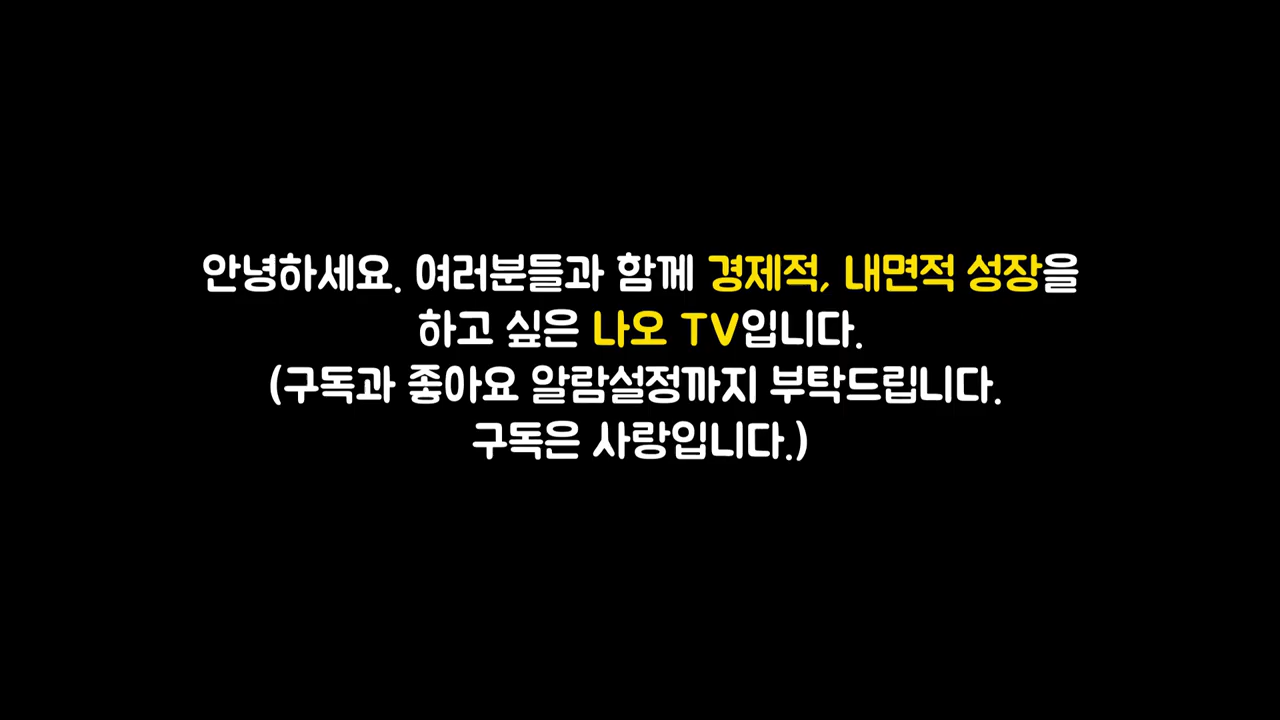 안녕하세요. 여러분들과 함께 경제적, 내면적 성장을
하고 싶은 나오 TV입니다.
(구독과 좋아요 알람설정까지 부탁드립니다.
구독은 사랑입니다.)